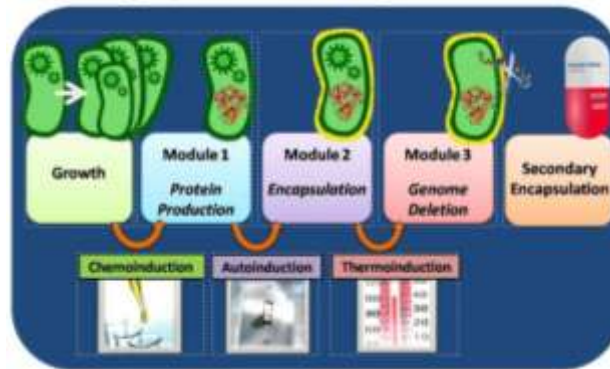 Growth
Module 1
Protein
Production
Module 2
Encapsulation
Module 3
Genome
Deletion
Secondary
Encapsulation
Chemoinduction
Autoinduction
Thermoinduction